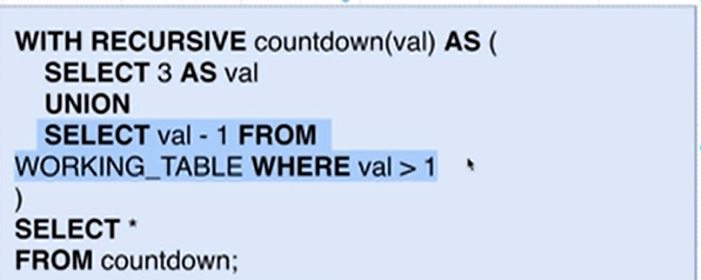 WITH RECURSIVE countdown(val) AS (
SELECT 3 AS val
UNION
SELECT val - 1 FROM
WORKING_TABLE WHERE val > 1
)
SELECT *
FROM countdown;